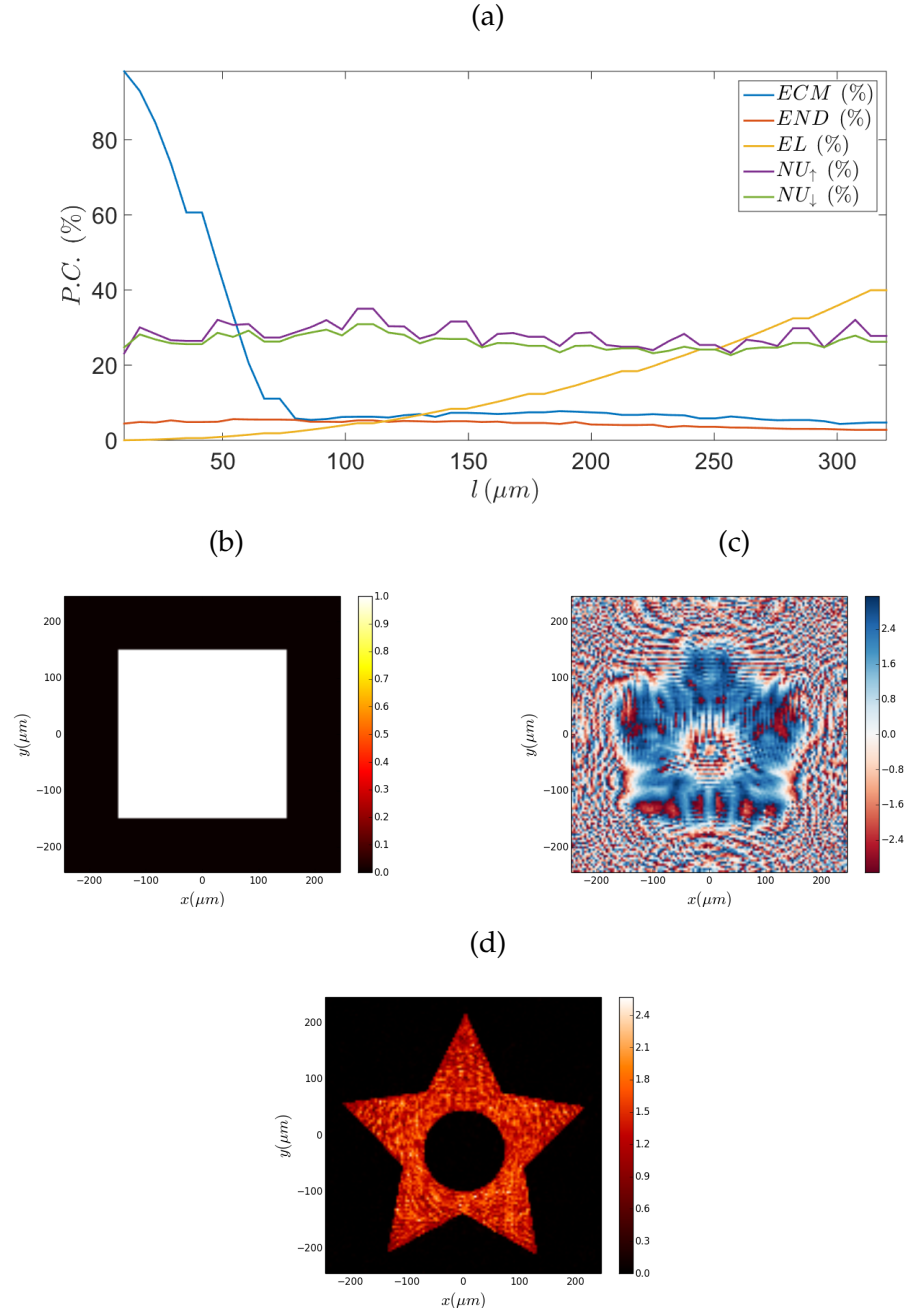 (a)
ECM (%)
END (%)
EL (%)
NU↑ (%)
NU↓ (%)
80
60
40
20
0
P.C. (%)
50 100 150 200 250 300
l (μm)
(b)
200
100
0
−100
−200
y(μm)
−200 −100 0 100 200
x(μm)
1.0
0.9
0.8
0.7
0.6
0.5
0.4
0.3
0.2
0.1
0.0
(c)
200
100
0
−100
−200
y(μm)
−200 −100 0 100 200
x(μm)
2.4
1.6
0.8
0.0
−0.8
−1.6
−2.4
(d)
200
100
0
−100
−200
y(μm)
−200 −100 0 100 200
x(μm)
2.4
2.1
1.8
1.5
1.2
0.9
0.6
0.3
0.0